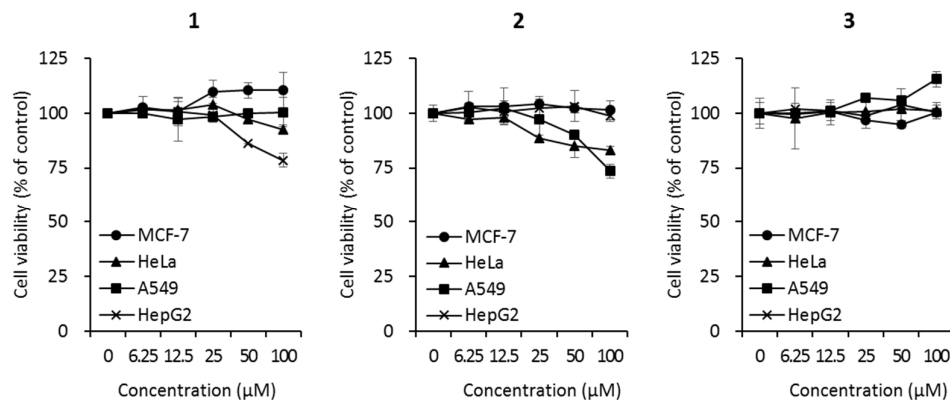 1
Cell viability (% of control)
125
100
75
50
25
0
MCF-7
HeLa
A549
HepG2
0 6.25 12.5 25 50 100
Concentration (μM)
2
Cell viability (% of control)
125
100
75
50
25
0
MCF-7
HeLa
A549
HepG2
0 6.25 12.5 25 50 100
Concentration (μM)
3
Cell viability (% of control)
125
100
75
50
25
0
MCF-7
HeLa
A549
HepG2
0 6.25 12.5 25 50 100
Concentration (μM)